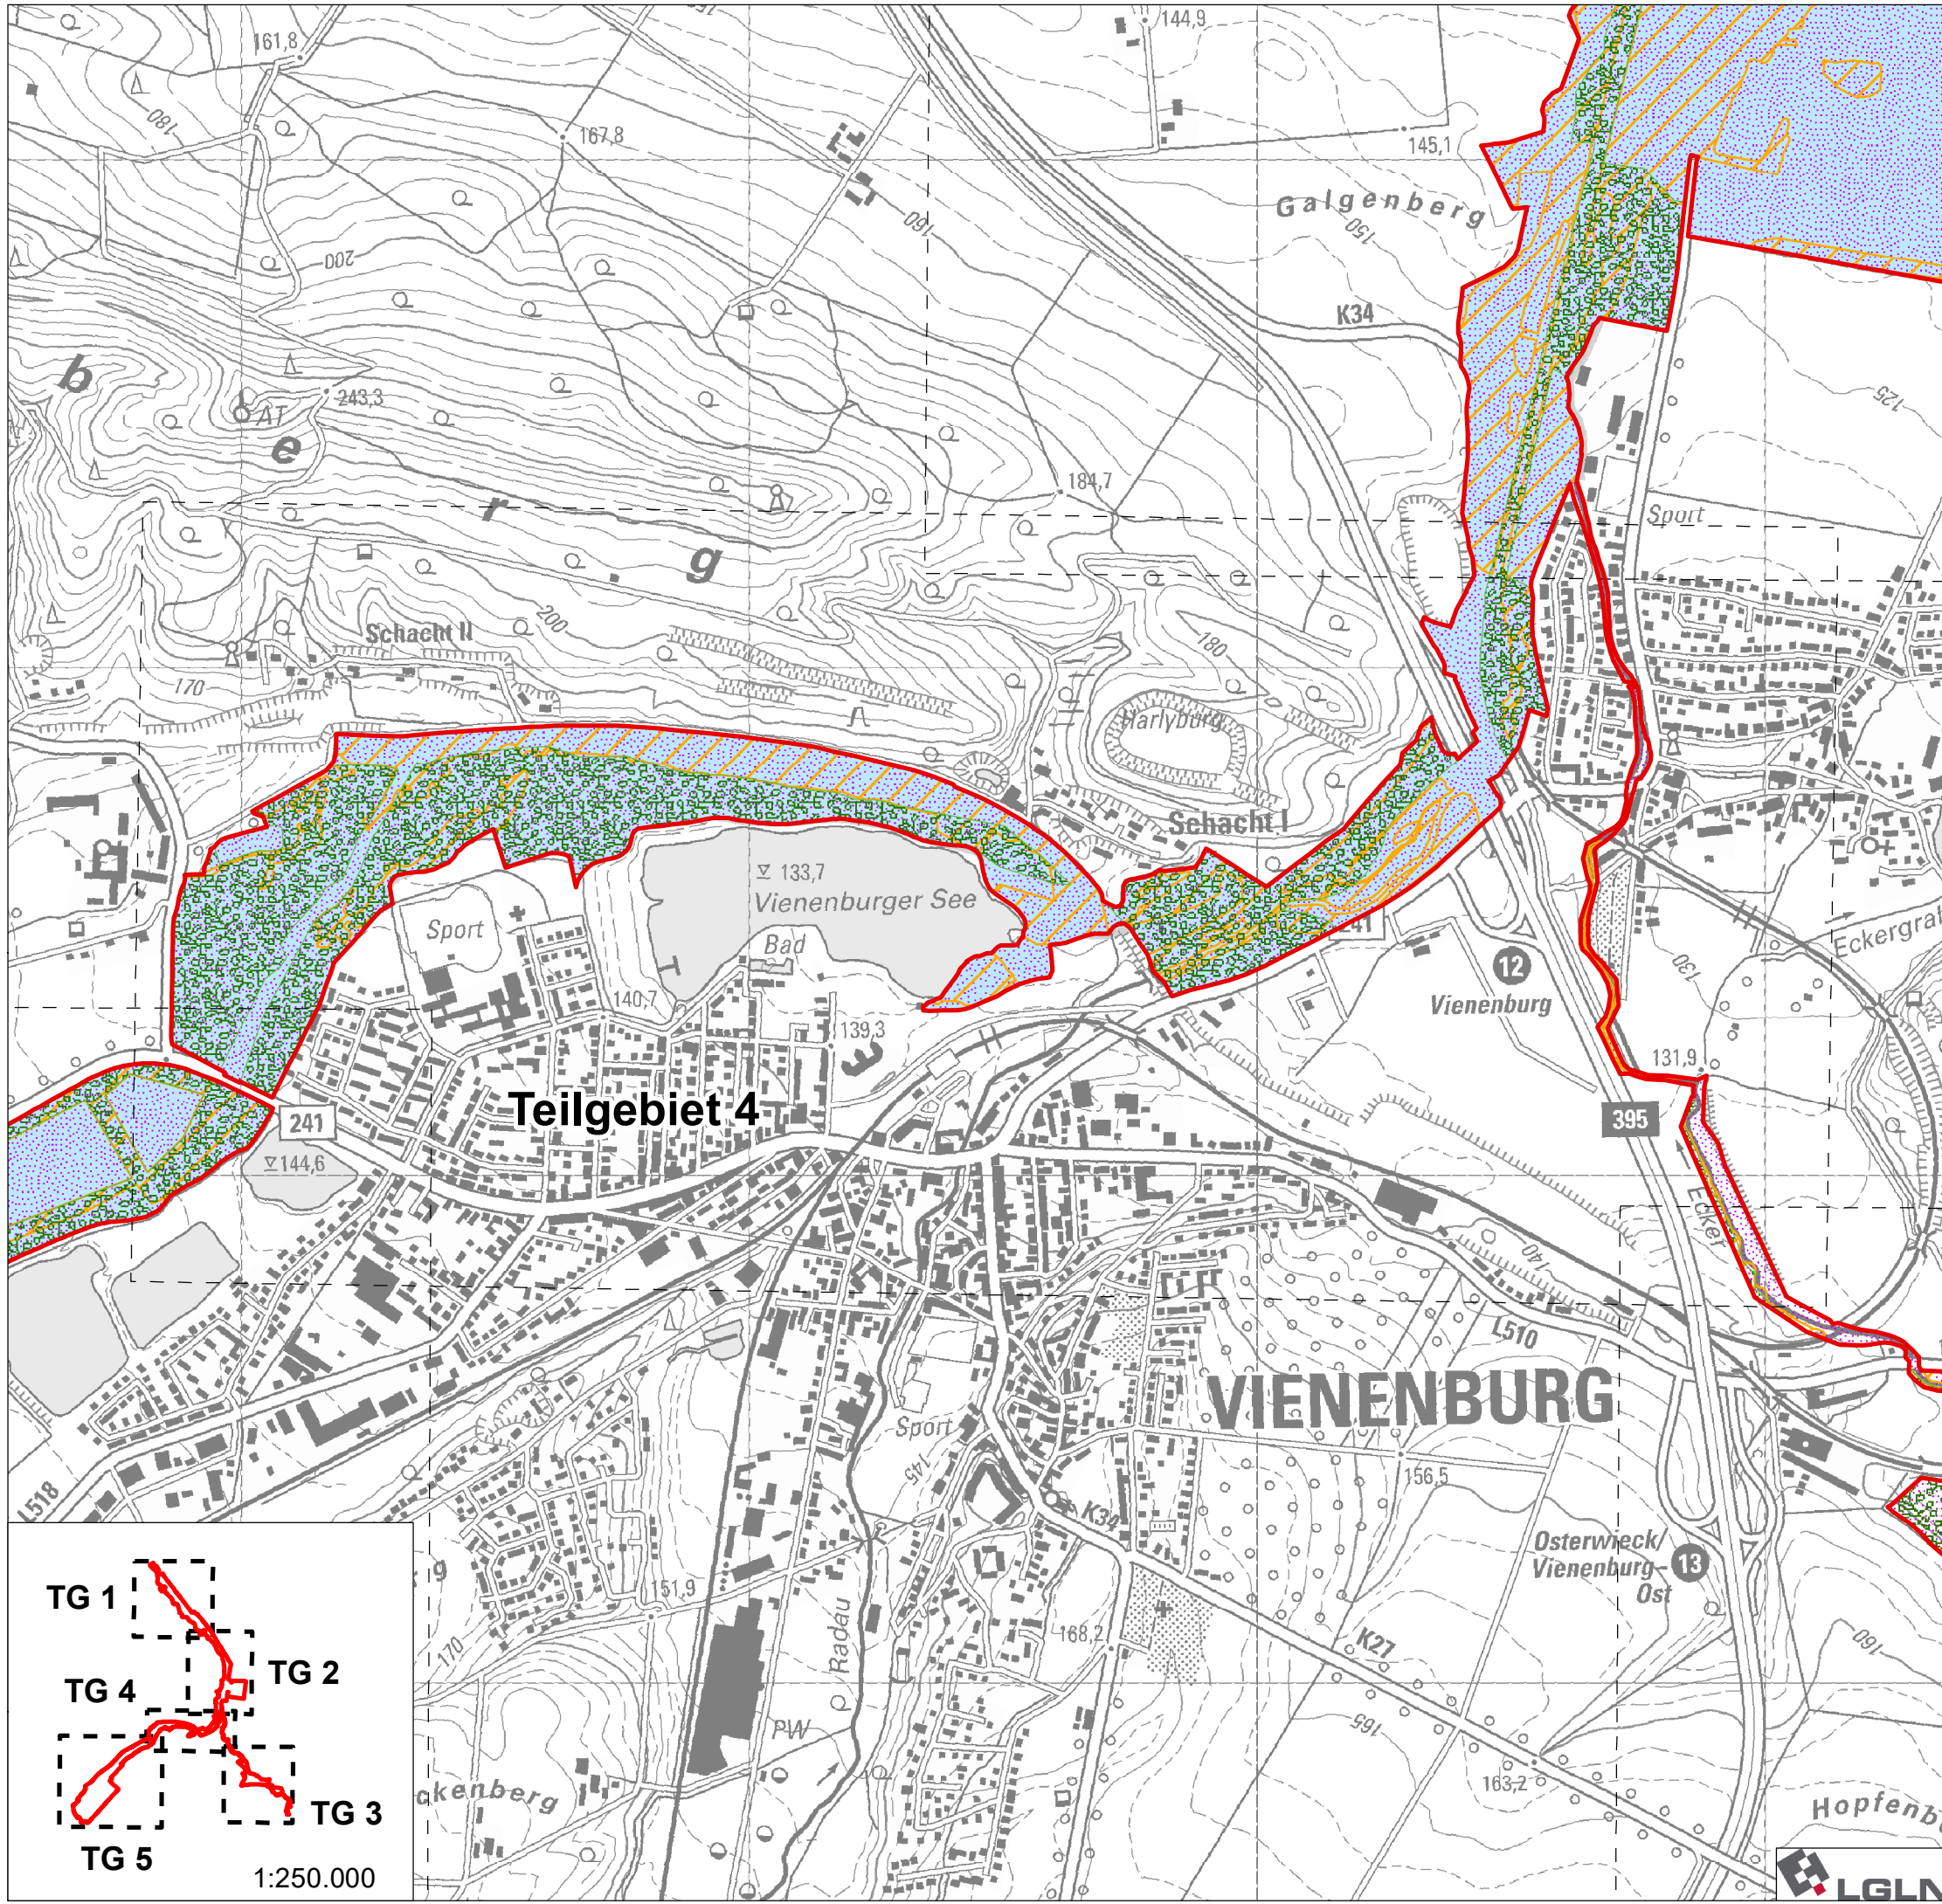 161,8
144,9
180
167,8
145,1
160
Galgenberg
150
200
K34
b
243,3
AT
125
e
184,7
r
Sport
g
200
Schacht II
180
170
Harlyburg
Schacht I
133,7
Vienenburger See
Sport
Bad
241
12
Vienenburg
130
140,7
139,3
131,9
Teilgebiet 4
241
395
144,6
Ecker
140
L510
VIENENBURG
Sport
145
156,5
L518
K34
Osterwieck/
Vienenburg-
Ost
13
TG 1
151,9
Radau
168,2
K27
160
170
TG 2
TG 4
165
PW
163,2
TG 3
TG 5
1:250.000
LGLN